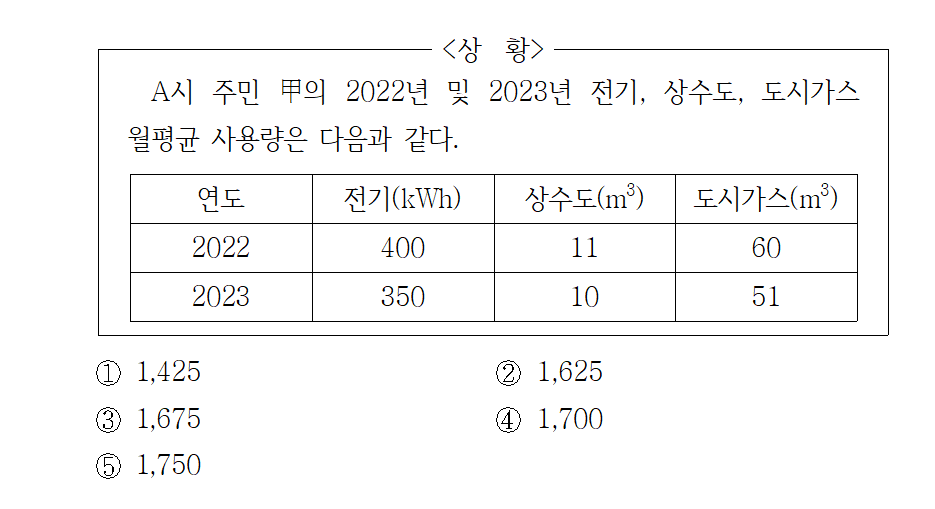 <상 황>
A시 주민 甲의 2022년 및 2023년 전기, 상수도, 도시가스
월평균 사용량은 다음과 같다.
연도 전기(kWh) 상수도(m³) 도시가스(m³)
2022 400 11 60
2023 350 10 51
① 1,425 ② 1,625
③ 1,675 ④ 1,700
⑤ 1,750